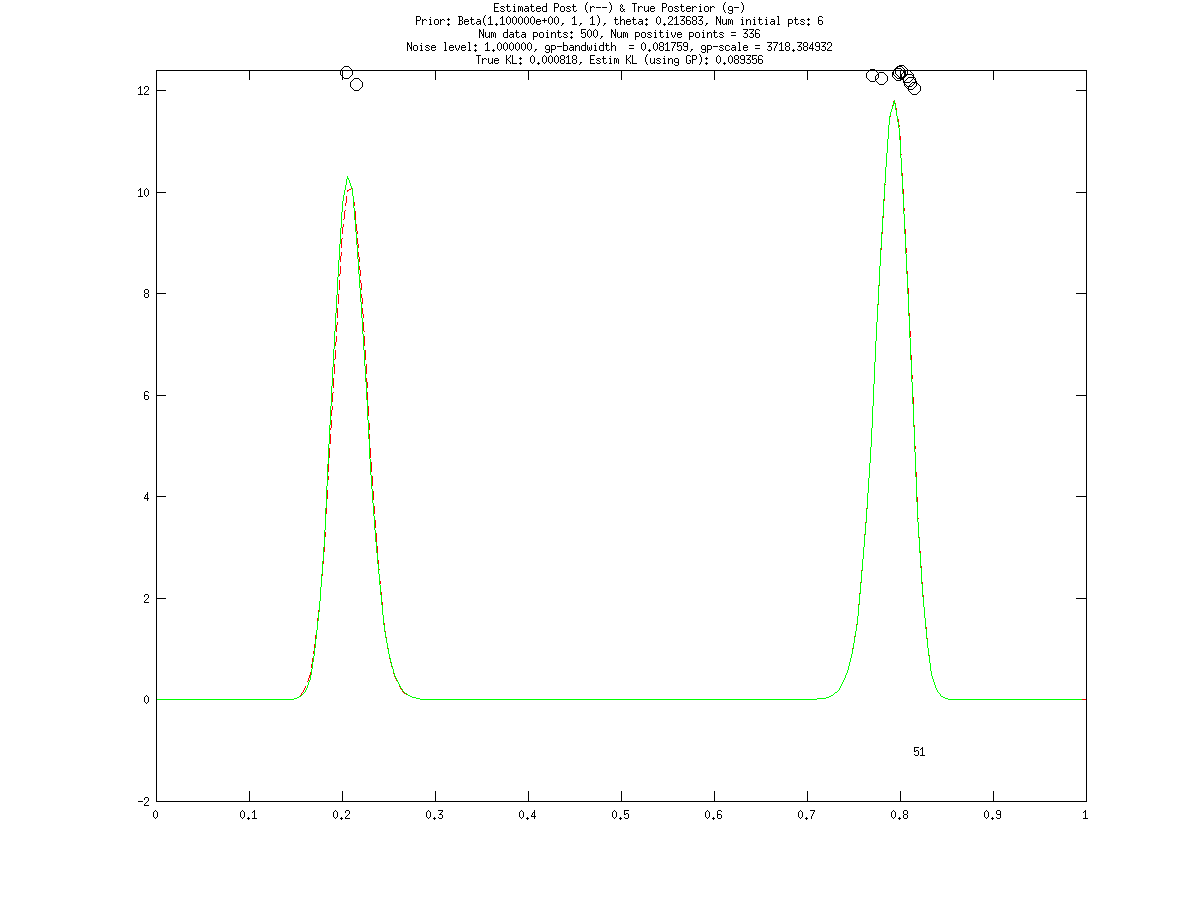 Estimated Post (r--) & True Posterior (g-)
Prior: Beta(1.100000e+00, 1, 1), theta: 0.213683, Num initial pts: 6
Num data points: 500, Num positive points = 336
Noise level: 1.000000, gp-bandwidth  = 0.081759, gp-scale = 3718.384932
True KL: 0.000818, Estim KL (using GP): 0.089356
12
10
8
6
4
2
0
51
-2
0 0.1 0.2 0.3 0.4 0.5 0.6 0.7 0.8 0.9 1